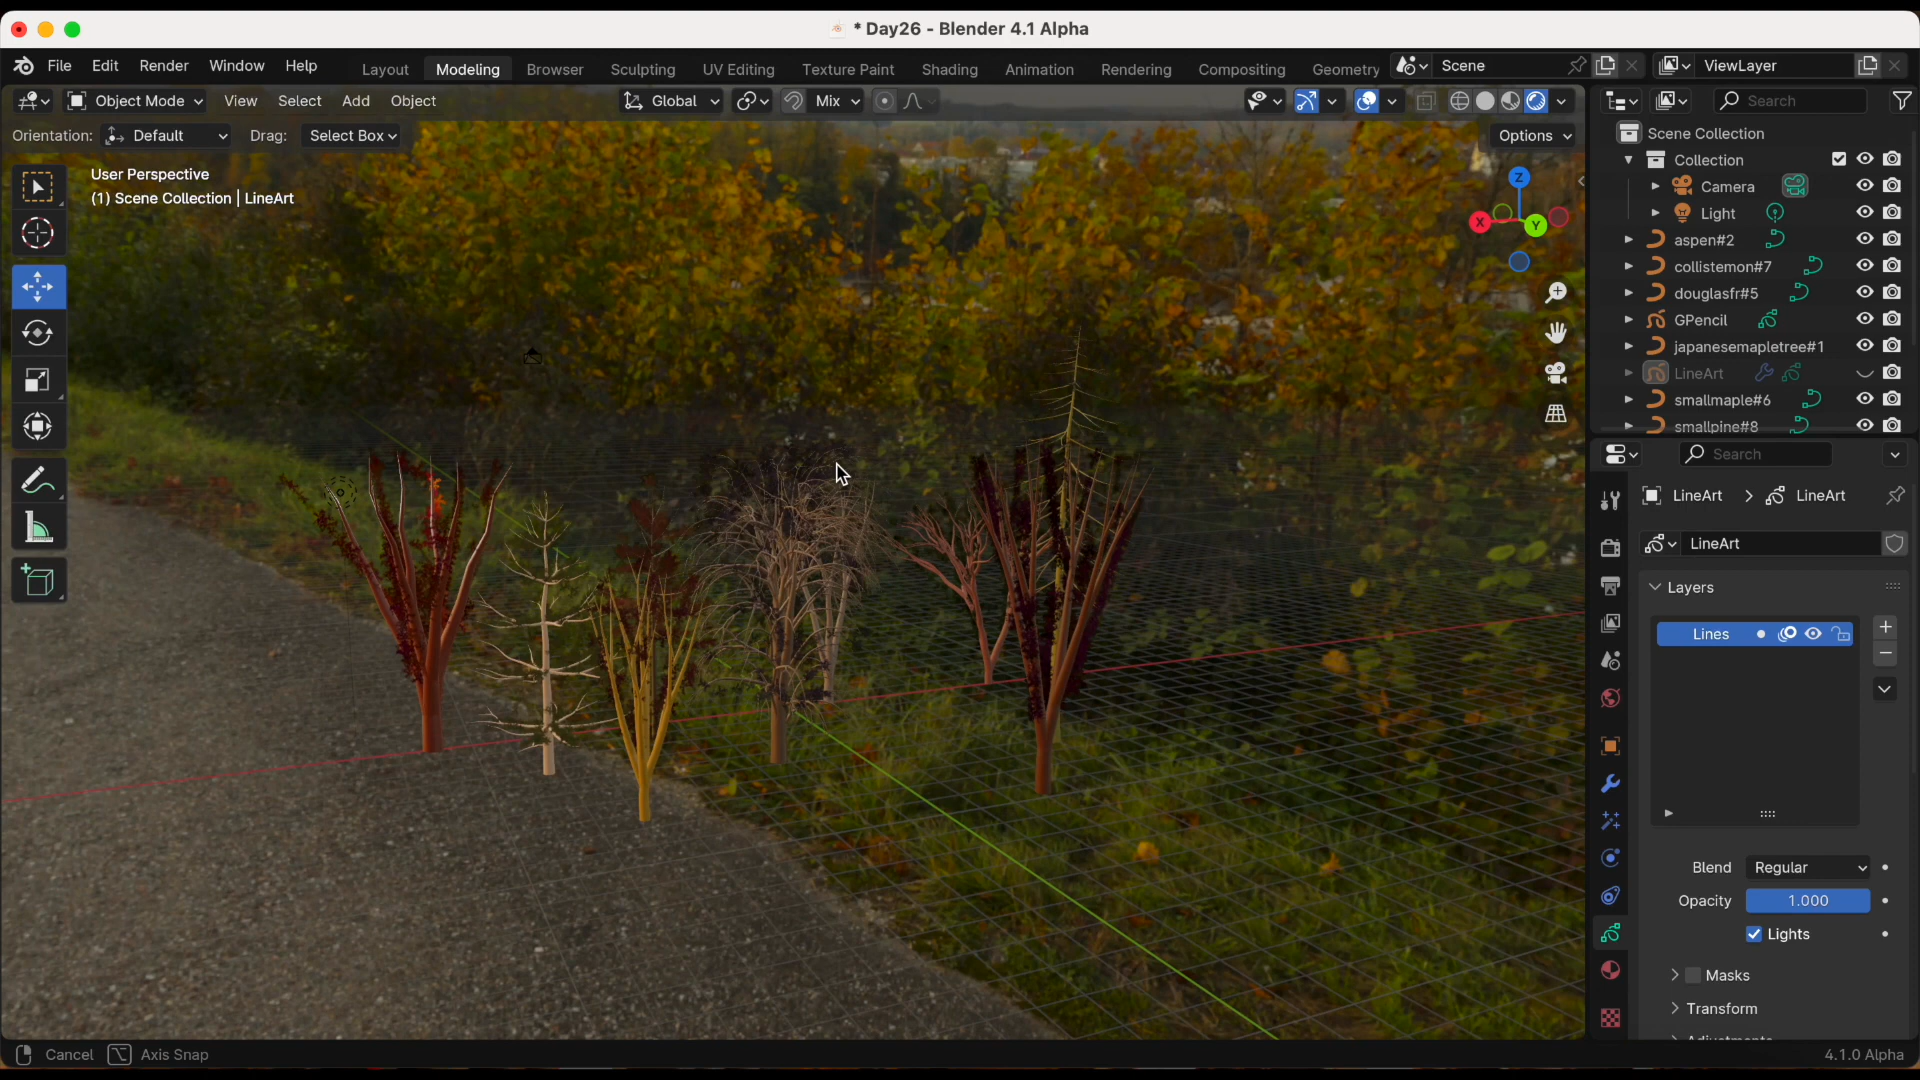 * Day26 - Blender 4.1 Alpha
File Edit Render Window Help
Layout Modeling Browser Sculpting UV Editing Texture Paint Shading Animation Rendering Compositing Geometry
Scene ViewLayer
Object Mode View Select Add Object Global Mix
Search
Orientation: Default Drag: Select Box Options
User Perspective
(1) Scene Collection | LineArt
Z
X
Y
Scene Collection
Collection
Camera
Light
aspen#2
collistemon#7
douglasfr#5
GPencil
japanesemapletree#1
LineArt
smallmaple#6
smallpine#8
Search
LineArt > LineArt
LineArt
Layers
Lines
Blend Regular
Opacity 1.000
Lights
Masks
Transform
Adjustments
Cancel Axis Snap
4.1.0 Alpha